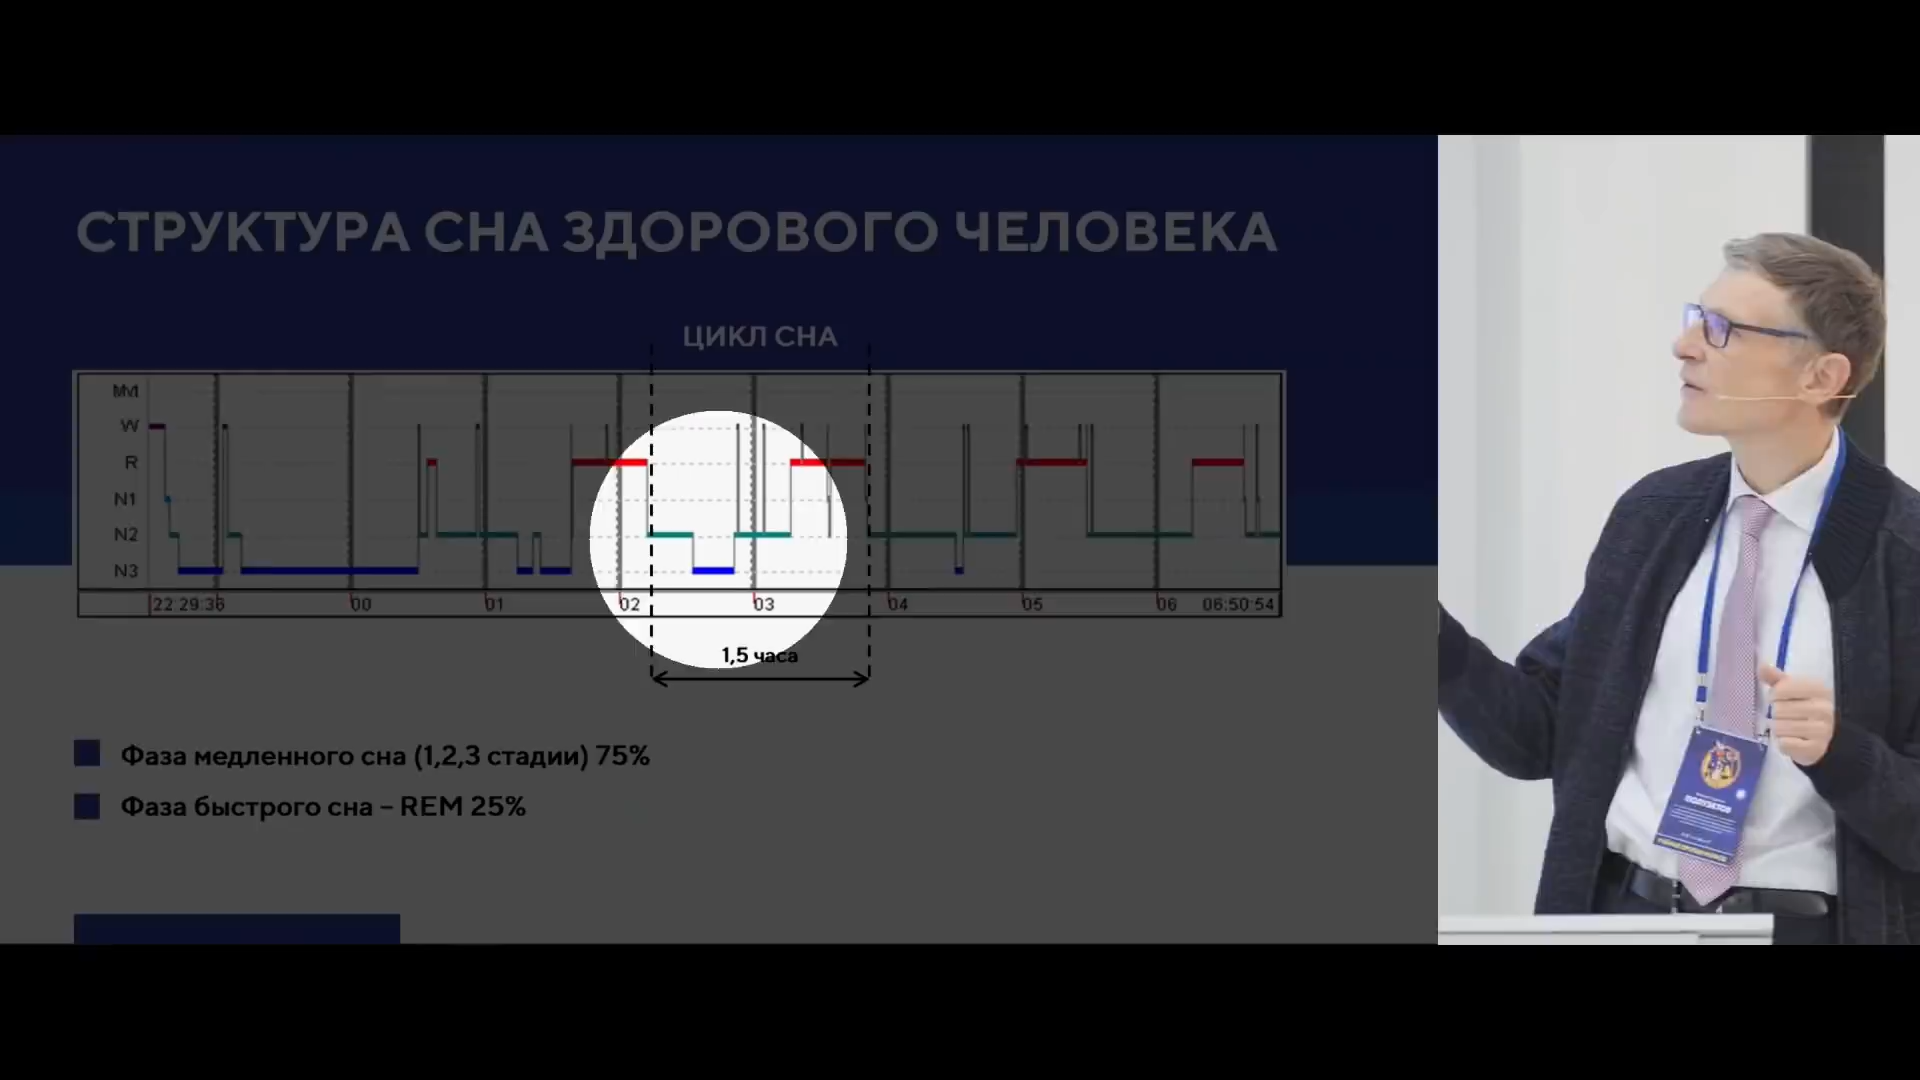 СТРУКТУРА СНА ЗДОРОВОГО ЧЕЛОВЕКА
ЦИКЛ СНА
Mvt
W
R
N1
N2
N3
22:29:36 00 01 02 03 04 05 06 06:50:54
1,5 часа
Фаза медленного сна (1,2,3 стадии) 75%
Фаза быстрого сна – REM 25%
ПОЛУЭКТОВ